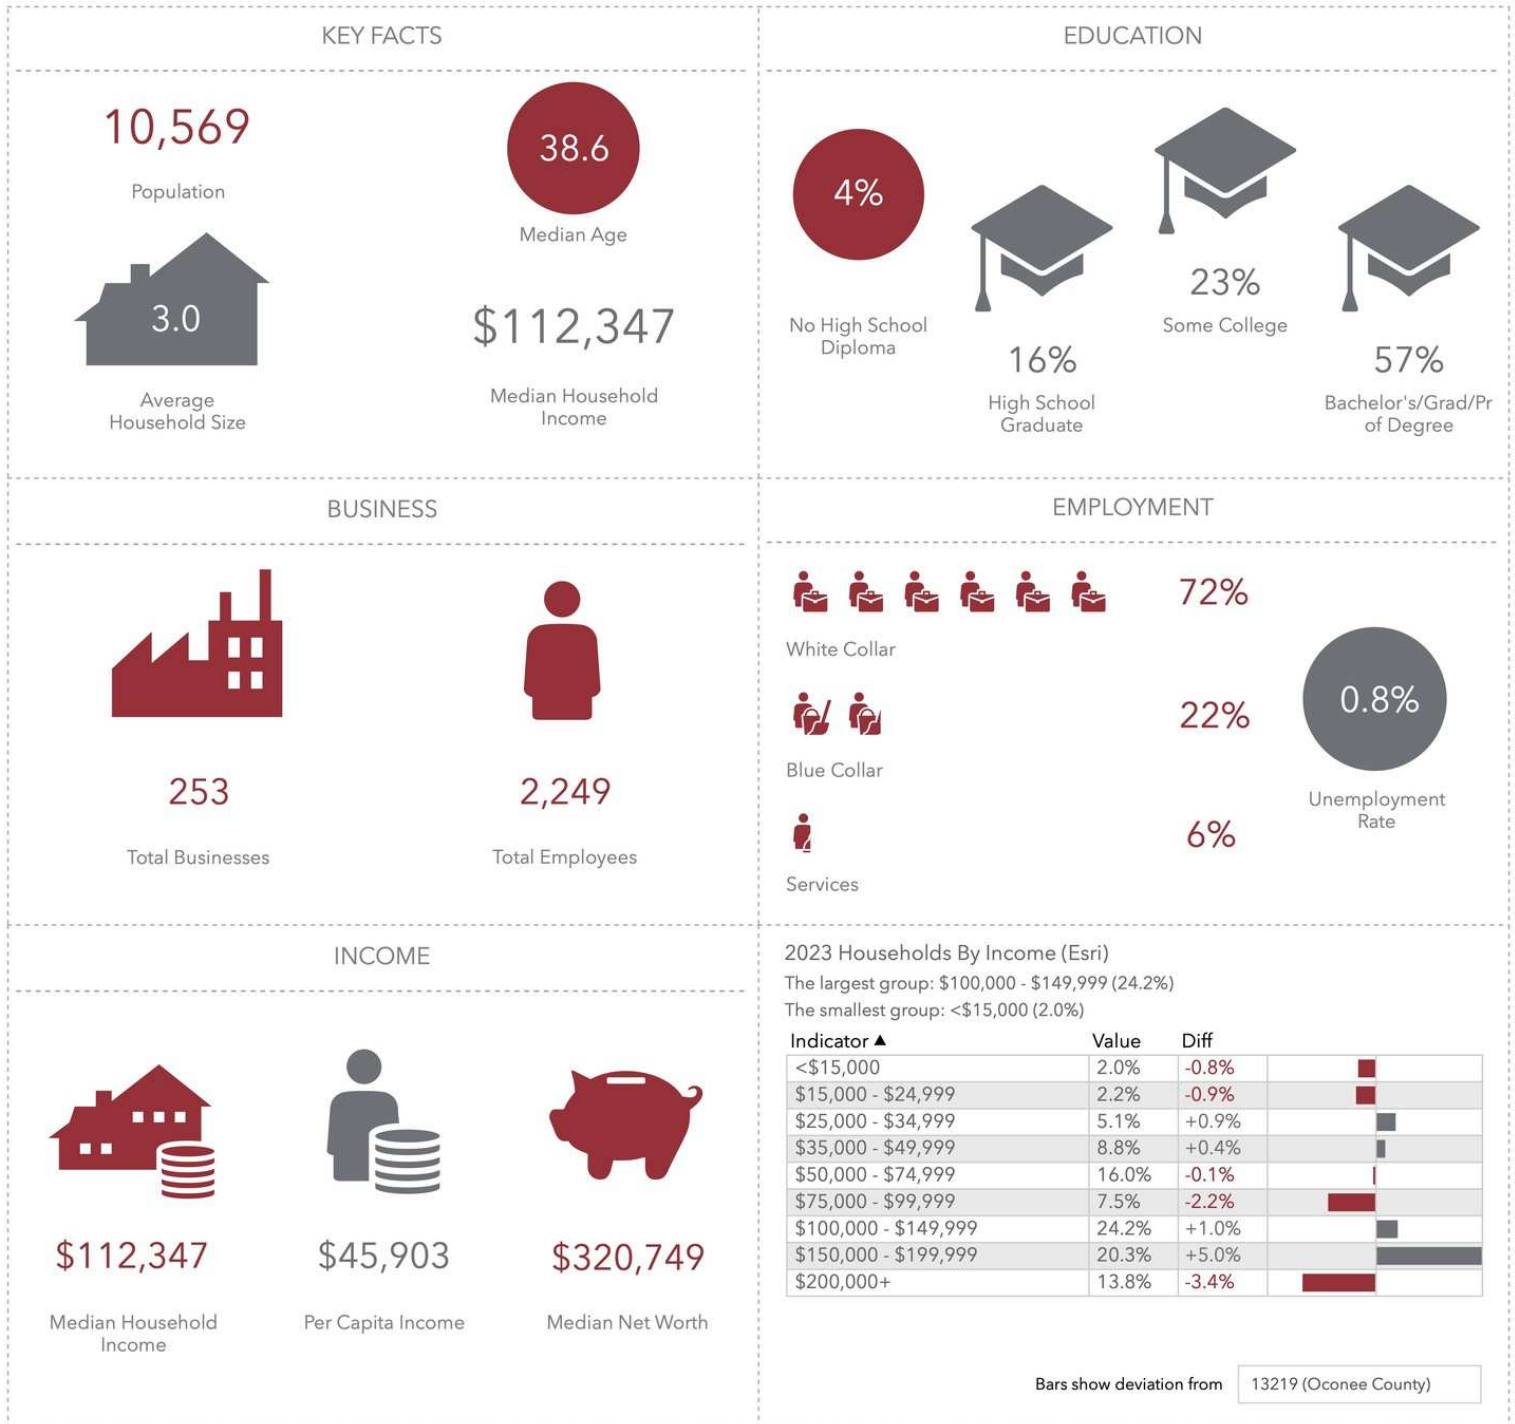 KEY FACTS
10,569
Population
38.6
Median Age
3.0
Average
Household Size
$112,347
Median Household
Income
EDUCATION
4%
No High School
Diploma
16%
High School
Graduate
23%
Some College
57%
Bachelor's/Grad/Pr
of Degree
BUSINESS
253
Total Businesses
2,249
Total Employees
EMPLOYMENT
72%
White Collar
22%
Blue Collar
6%
Services
0.8%
Unemployment
Rate
INCOME
$112,347
Median Household
Income
$45,903
Per Capita Income
$320,749
Median Net Worth
2023 Households By Income (Esri)
The largest group: $100,000 - $149,999 (24.2%)
The smallest group: <$15,000 (2.0%)
Indicator ▲ Value Diff
<$15,000 2.0% -0.8%
$15,000 - $24,999 2.2% -0.9%
$25,000 - $34,999 5.1% +0.9%
$35,000 - $49,999 8.8% +0.4%
$50,000 - $74,999 16.0% -0.1%
$75,000 - $99,999 7.5% -2.2%
$100,000 - $149,999 24.2% +1.0%
$150,000 - $199,999 20.3% +5.0%
$200,000+ 13.8% -3.4%
Bars show deviation from 13219 (Oconee County)